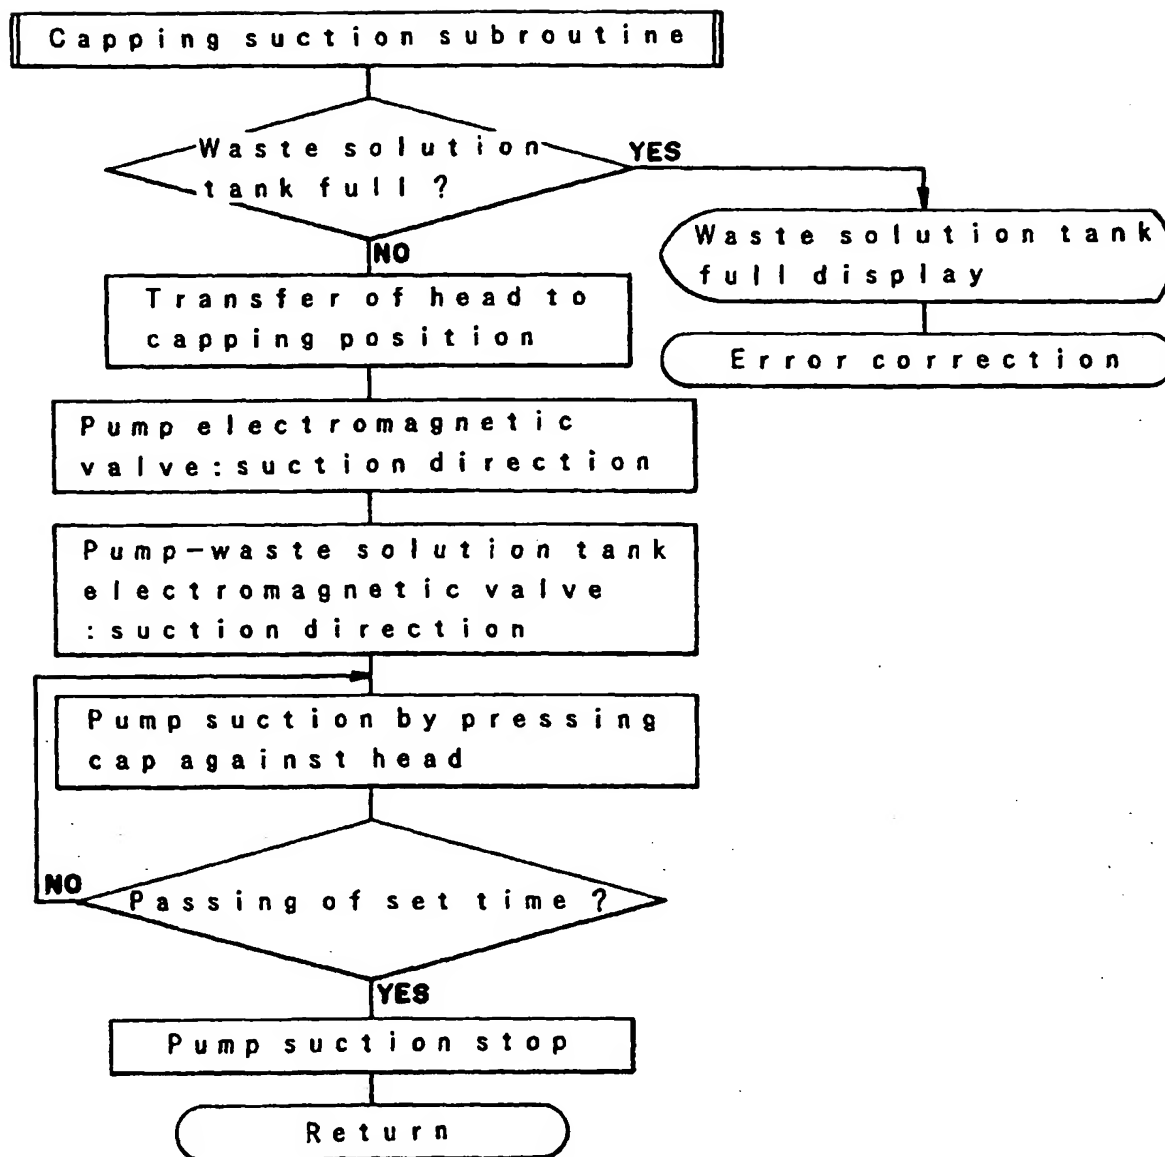 Capping suction subroutine
Waste solution
tank full ?
YES
NO
Waste solution tank
full display
Error correction
Transfer of head to
capping position
Pump electromagnetic
valve:suction direction
Pump-waste solution tank
electromagnetic valve
:suction direction
Pump suction by pressing
cap against head
NO
Passing of set time ?
YES
Pump suction stop
Return